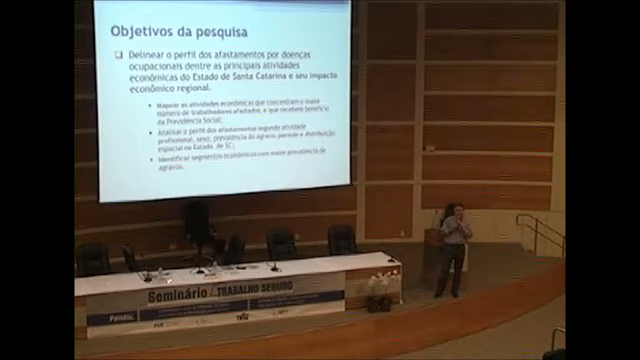 Objetivos da pesquisa
Delinear o perfil dos afastamentos por doenças
ocupacionais dentre as principais atividades
econômicas do Estado de Santa Catarina e seu impacto
econômico regional.
Mapear as atividades econômicas que concentram o maior
número de trabalhadores afastados, e que recebem benefício
da Previdência Social;
Analisar o perfil dos afastamentos segundo atividade
profissional, sexo, prevalência do agravo, período e distribuição
espacial no Estado de SC;
Identificar segmentos econômicos com maior prevalência de
agravos.
Seminário TRABALHO SEGURO